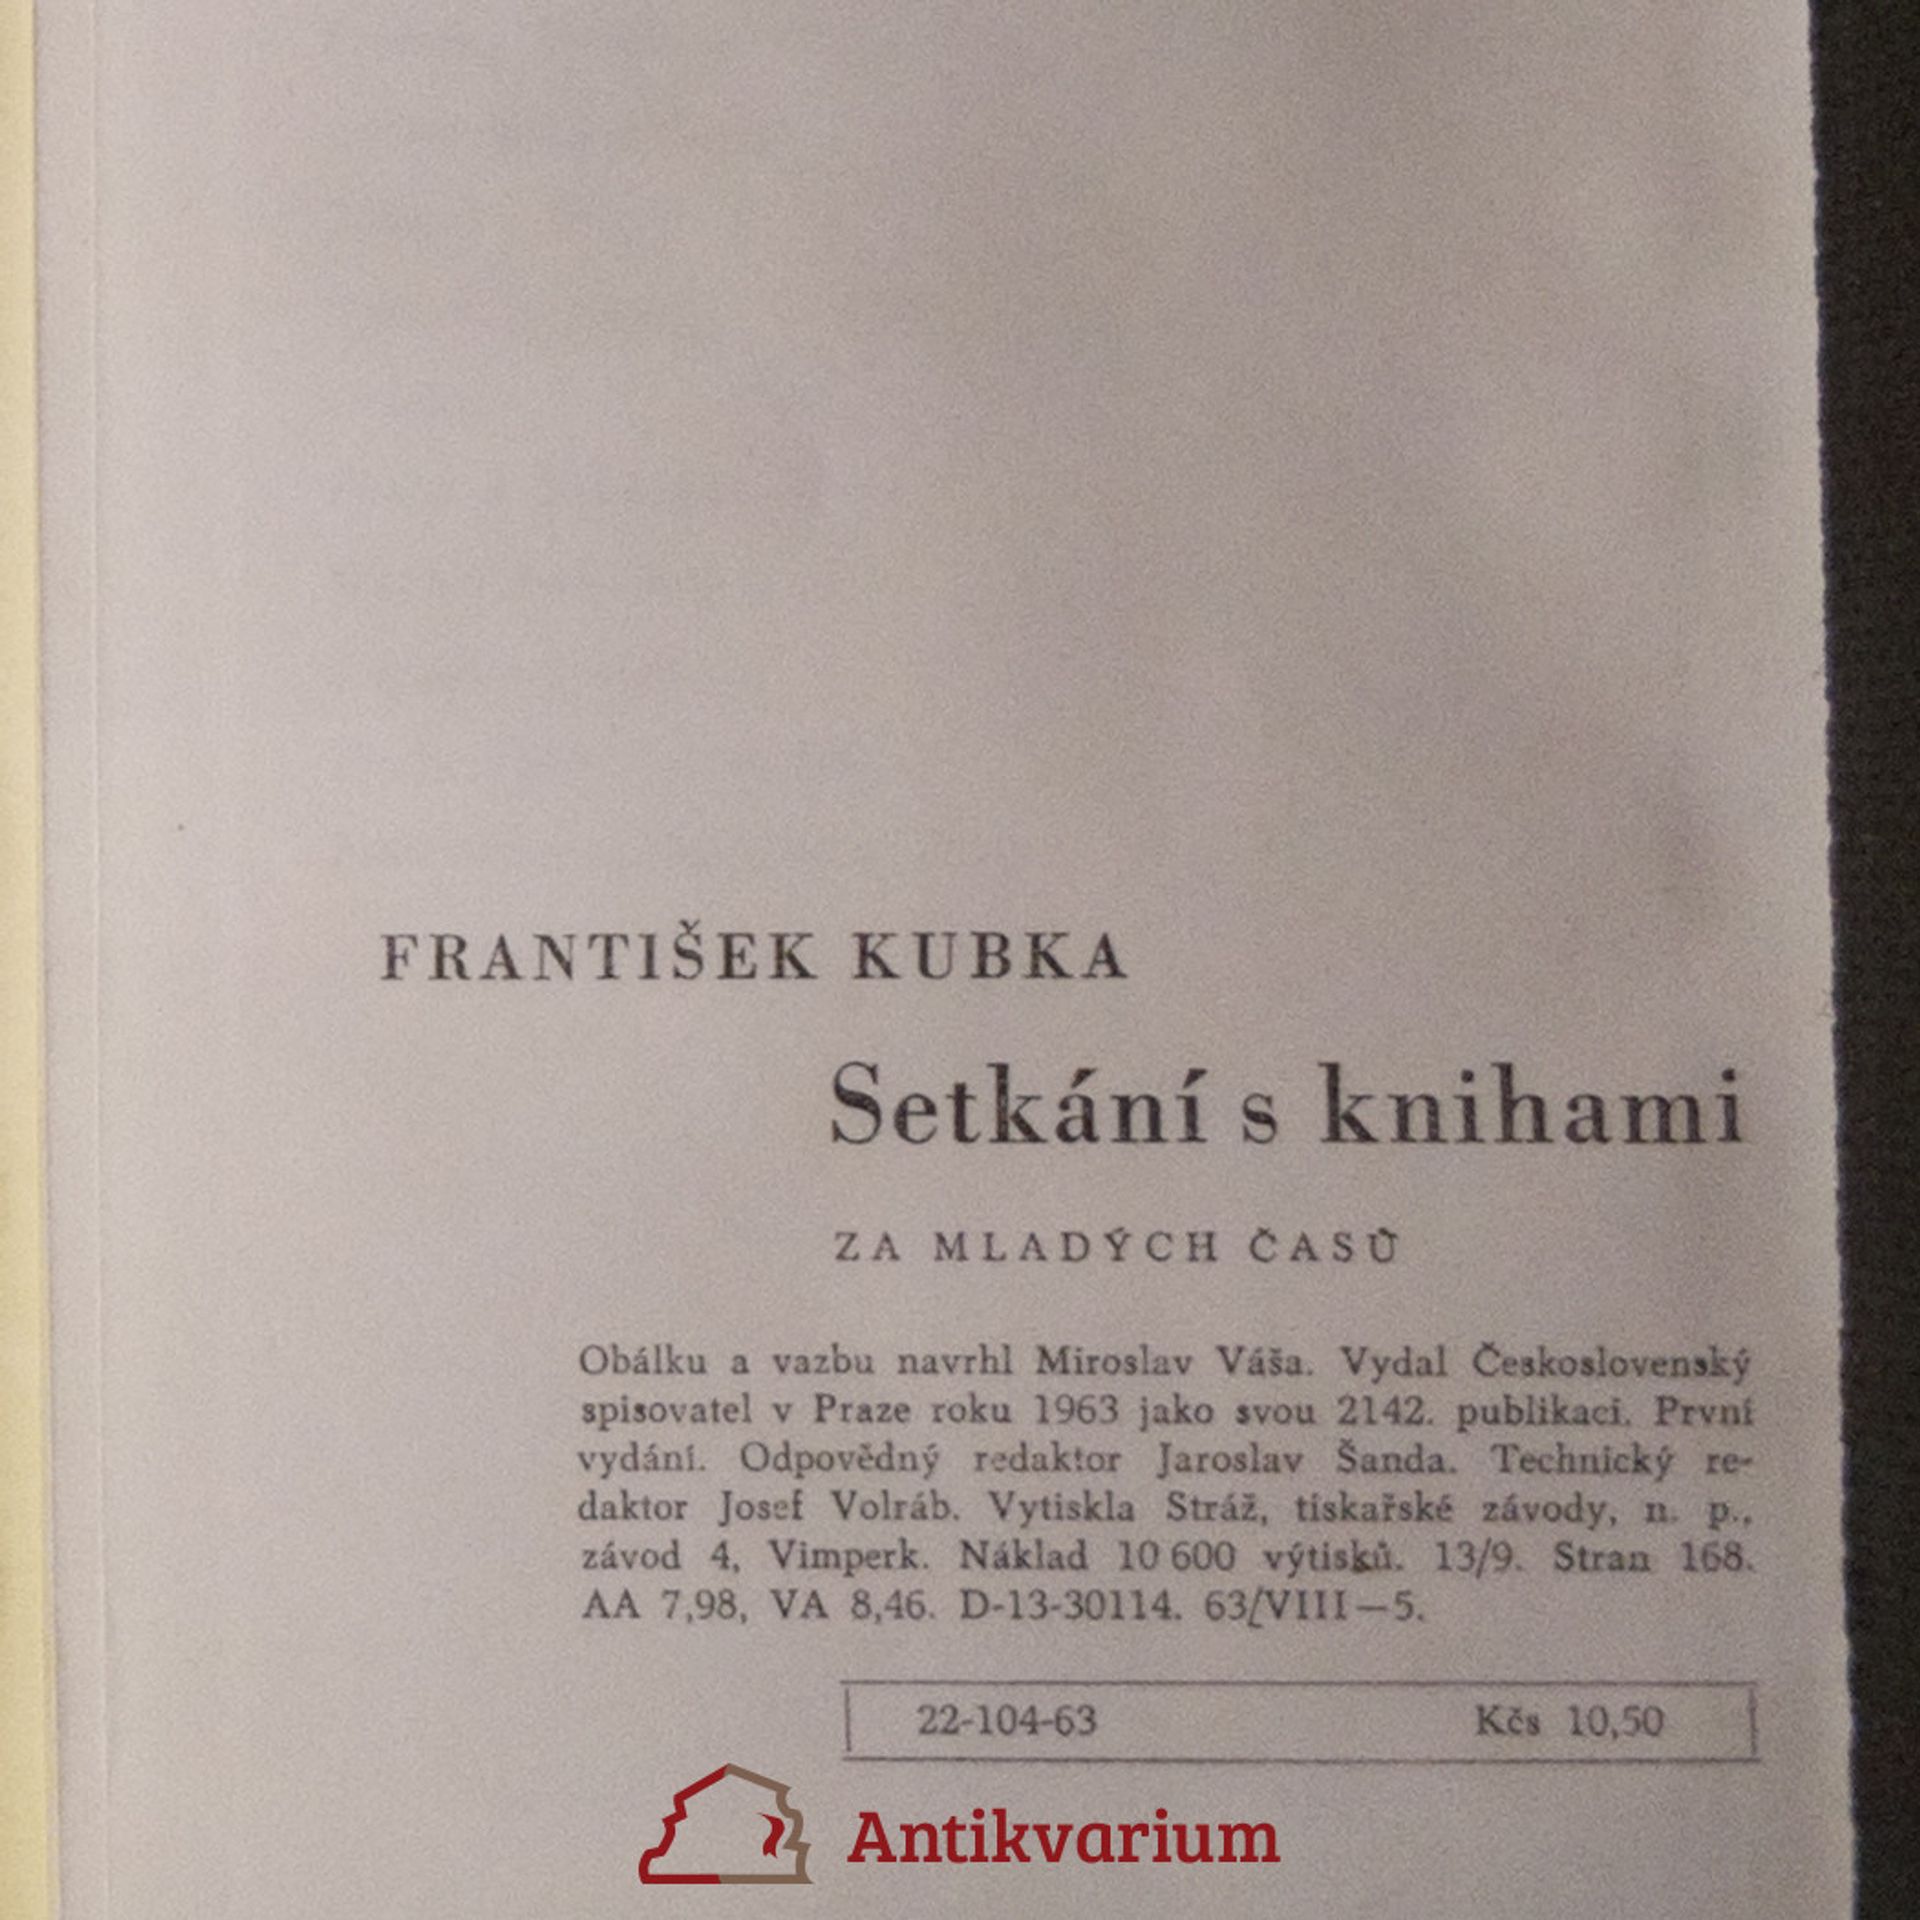 FRANTIŠEK KUBKA
Setkání s knihami
ZA MLADÝCH ČASŮ
Obálku a vazbu navrhl Miroslav Váša. Vydal Československý
spisovatel v Praze roku 1963 jako svou 2142. publikaci. První
vydání. Odpovědný redaktor Jaroslav Šanda. Technický re-
daktor Josef Volráb. Vytiskla Stráž, tiskařské závody, n. p.,
závod 4, Vimperk. Náklad 10 600 výtisků. 13/9. Stran 168.
AA 7,98, VA 8,46. D-13-30114. 63/VIII—5.
22-104-63 Kčs 10,50
Antikvarium